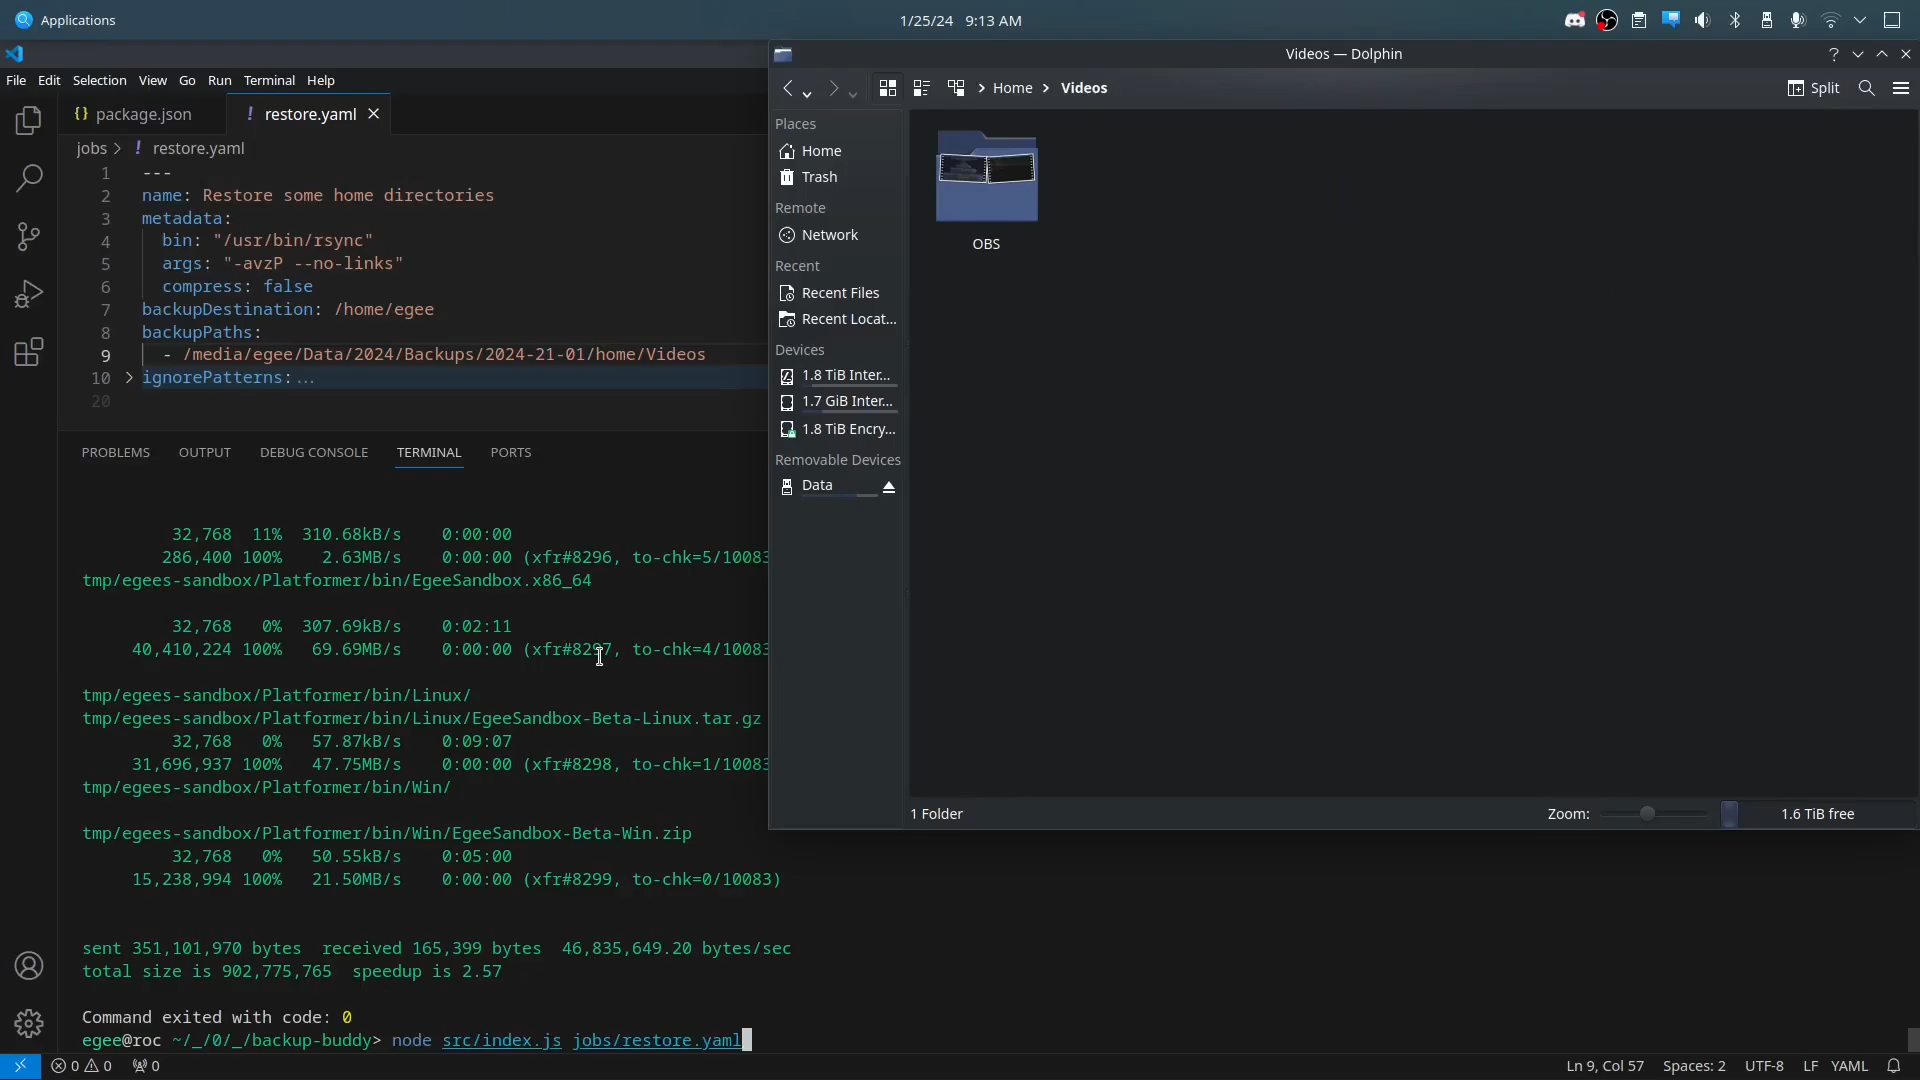 Applications
1/25/24 9:13 AM
File Edit Selection View Go Run Terminal Help
package.json
! restore.yaml
jobs > ! restore.yaml
1 ---
2 name: Restore some home directories
3 metadata:
4 bin: "/usr/bin/rsync"
5 args: "-avzP --no-links"
6 compress: false
7 backupDestination: /home/egee
8 backupPaths:
9 - /media/egee/Data/2024/Backups/2024-21-01/home/Videos
10 > ignorePatterns:...
20
PROBLEMS OUTPUT DEBUG CONSOLE TERMINAL PORTS
32,768 11% 310.68kB/s 0:00:00
286,400 100% 2.63MB/s 0:00:00 (xfr#8296, to-chk=5/10083
tmp/egees-sandbox/Platformer/bin/EgeeSandbox.x86_64
32,768 0% 307.69kB/s 0:02:11
40,410,224 100% 69.69MB/s 0:00:00 (xfr#8297, to-chk=4/10083
tmp/egees-sandbox/Platformer/bin/Linux/
tmp/egees-sandbox/Platformer/bin/Linux/EgeeSandbox-Beta-Linux.tar.gz
32,768 0% 57.87kB/s 0:09:07
31,696,937 100% 47.75MB/s 0:00:00 (xfr#8298, to-chk=1/10083
tmp/egees-sandbox/Platformer/bin/Win/
tmp/egees-sandbox/Platformer/bin/Win/EgeeSandbox-Beta-Win.zip
32,768 0% 50.55kB/s 0:05:00
15,238,994 100% 21.50MB/s 0:00:00 (xfr#8299, to-chk=0/10083)
sent 351,101,970 bytes received 165,399 bytes 46,835,649.20 bytes/sec
total size is 902,775,765 speedup is 2.57
Command exited with code: 0
egee@roc ~/_/0/_/backup-buddy> node src/index.js jobs/restore.yaml
0 0 0
Ln 9, Col 57 Spaces: 2 UTF-8 LF YAML
Videos — Dolphin
> Home > Videos
Split
Places
Home
Trash
Remote
Network
Recent
Recent Files
Recent Locat...
Devices
1.8 TiB Inter...
1.7 GiB Inter...
1.8 TiB Encry...
Removable Devices
Data
OBS
1 Folder
Zoom:
1.6 TiB free